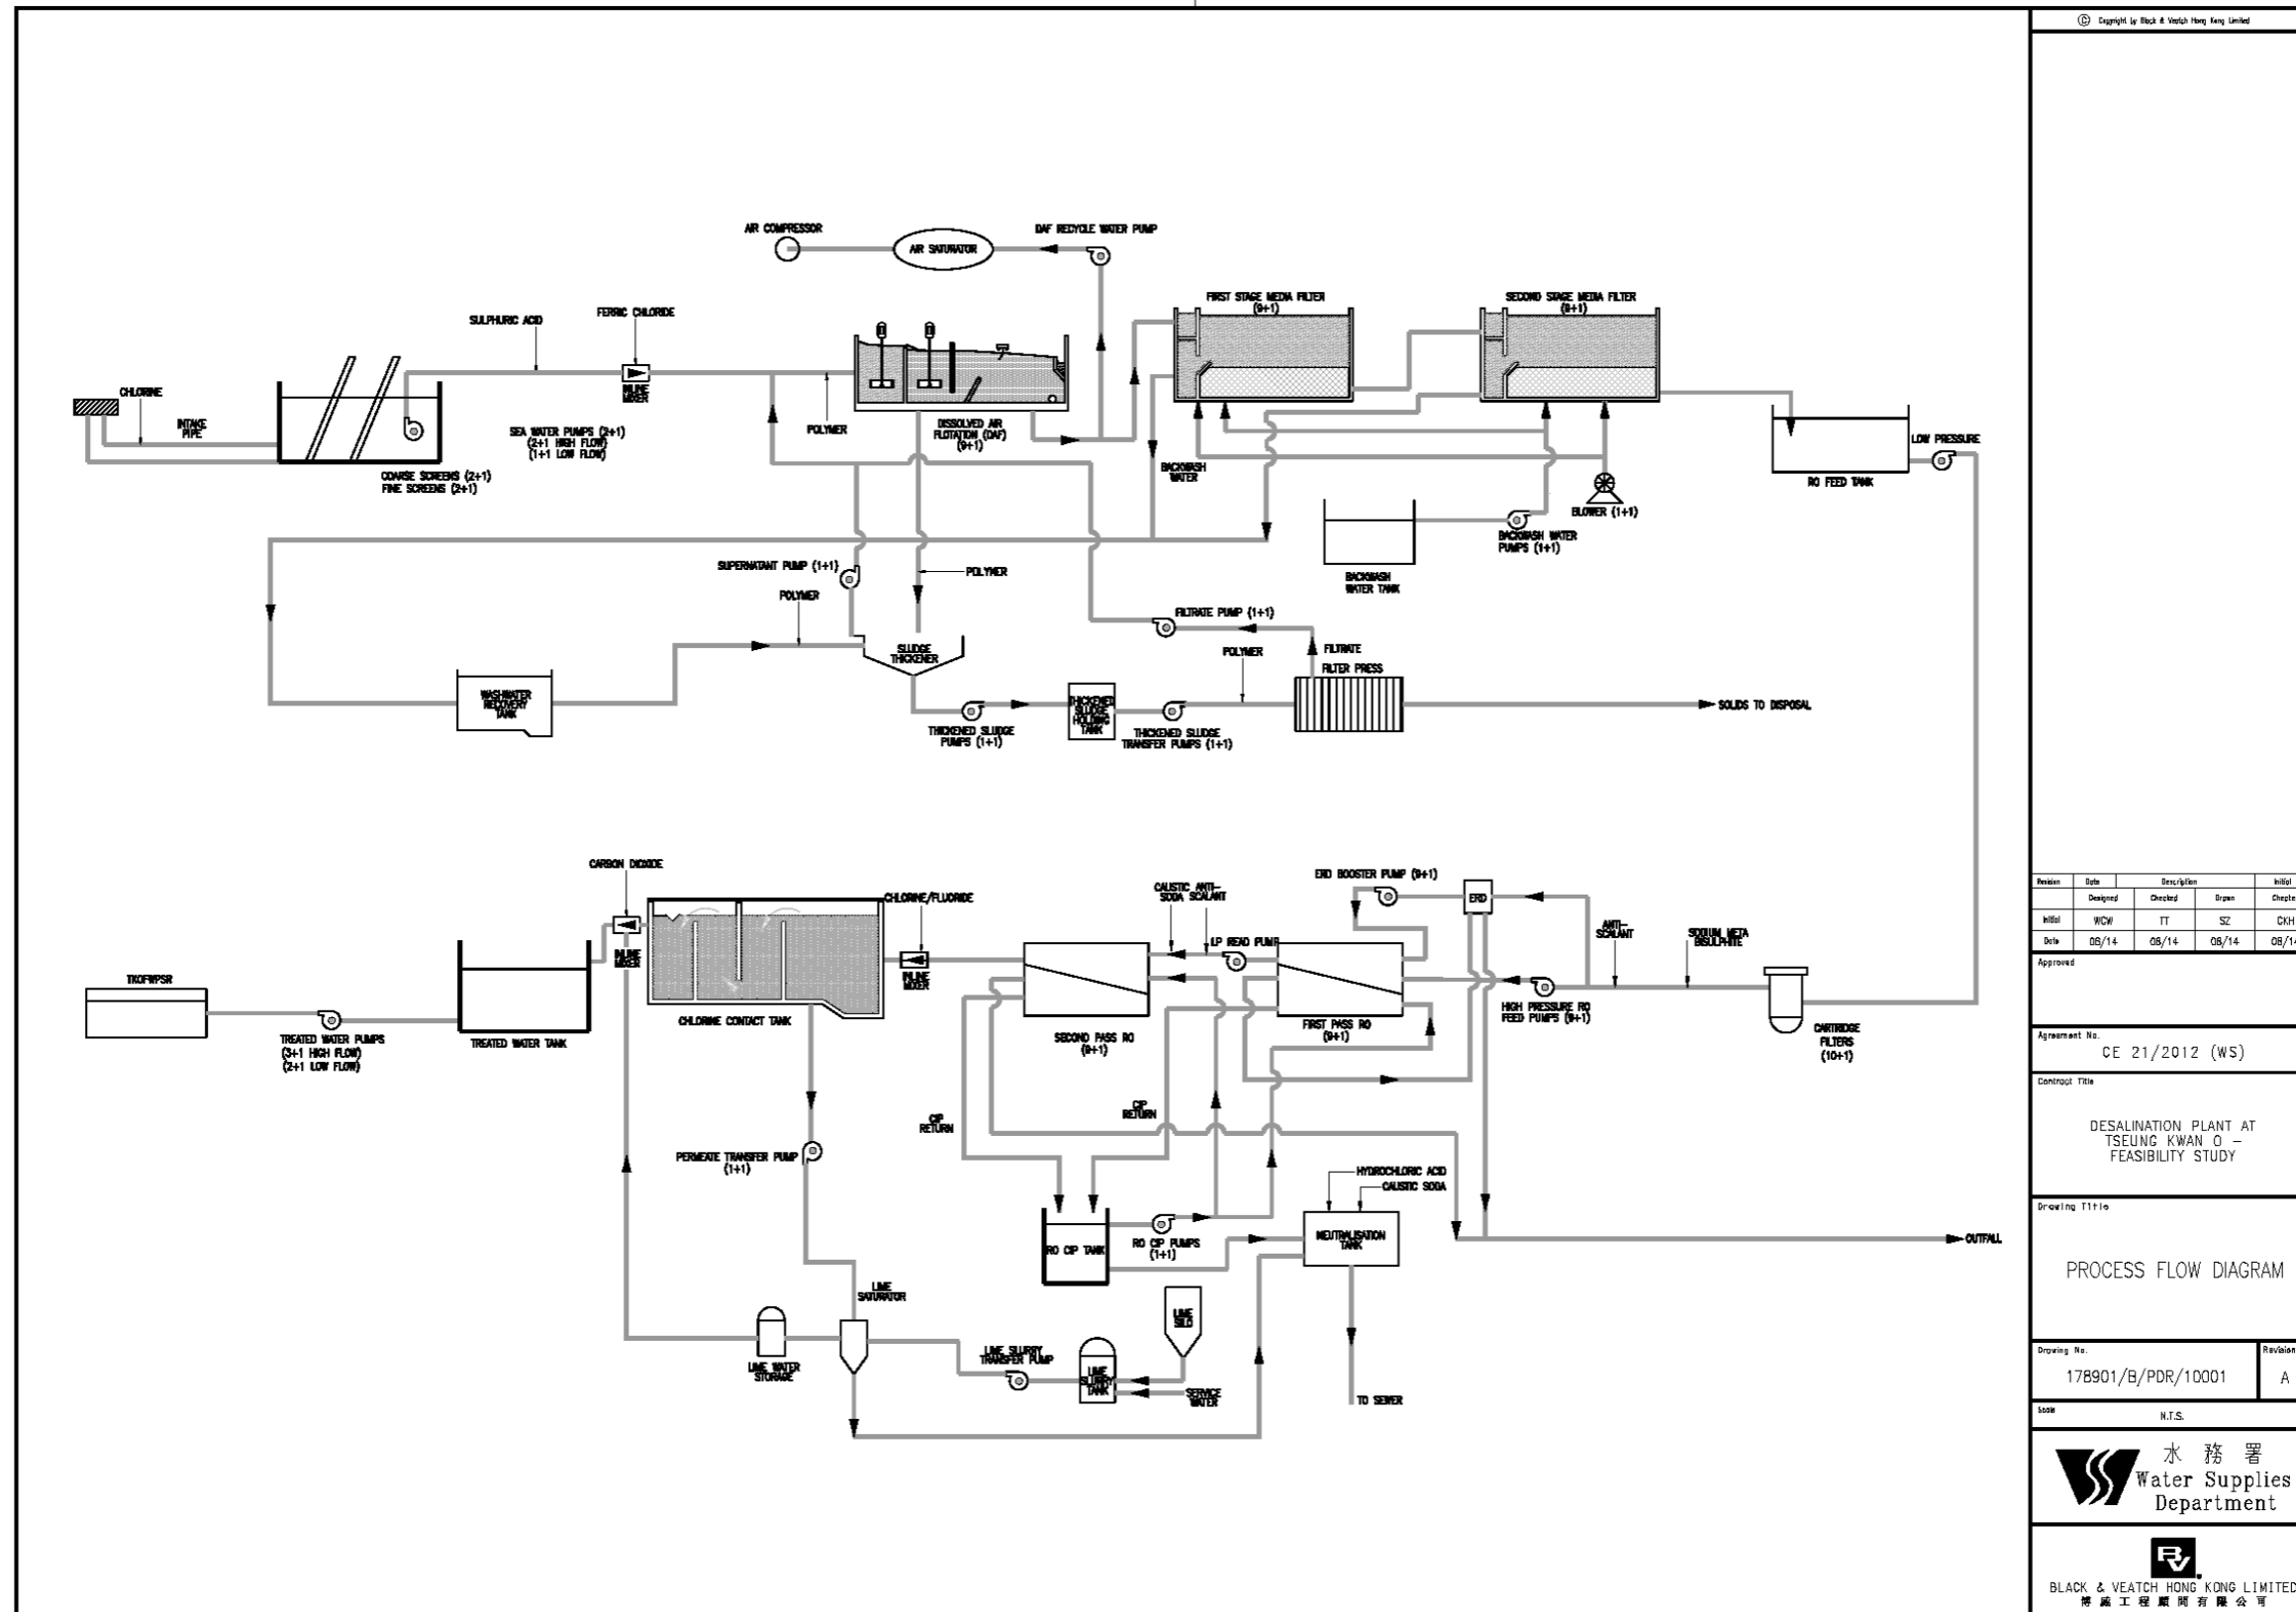 © Copyright by Black & Veatch Hong Kong Limited
AIR COMPRESSOR
AIR SATURATOR
DAF RECYCLE WATER PUMP
SULPHURIC ACID
FERRIC CHLORIDE
INLINE
MIXER
FIRST STAGE MEDIA FILTER
(9+1)
SECOND STAGE MEDIA FILTER
(8+1)
CHLORINE
INTAKE
PIPE
SEA WATER PUMPS (2+1)
(2+1 HIGH FLOW)
(1+1 LOW FLOW)
COARSE SCREENS (2+1)
FINE SCREENS (2+1)
POLYMER
DISSOLVED AIR
FLOTATION (DAF)
(9+1)
BACKWASH
WATER
LOW PRESSURE
RO FEED TANK
BLOWER (1+1)
BACKWASH WATER
PUMPS (1+1)
BACKWASH
WATER TANK
SUPERNATANT PUMP (1+1)
POLYMER
POLYMER
SLUDGE
THICKENER
FILTRATE PUMP (1+1)
FILTRATE
FILTER PRESS
POLYMER
WASHWATER
RECOVERY
TANK
THICKENED SLUDGE
PUMPS (1+1)
THICKENED
SLUDGE
HOLDING
TANK
THICKENED SLUDGE
TRANSFER PUMPS (1+1)
SOLIDS TO DISPOSAL
CARBON DIOXIDE
INLINE
MIXER
CHLORINE/FLUORIDE
INLINE
MIXER
CHLORINE CONTACT TANK
CAUSTIC ANTI-
SODA SCALANT
LP READ PUMP
ERD BOOSTER PUMP (9+1)
ERD
ANTI-
SCALANT
SODIUM META
BISULPHITE
HIGH PRESSURE RO
FEED PUMPS (9+1)
CARTRIDGE
FILTERS
(10+1)
TKOFWPSR
TREATED WATER PUMPS
(3+1 HIGH FLOW)
(2+1 LOW FLOW)
TREATED WATER TANK
SECOND PASS RO
(9+1)
FIRST PASS RO
(9+1)
CIP
RETURN
CIP
RETURN
PERMEATE TRANSFER PUMP
(1+1)
RO CIP TANK
RO CIP PUMPS
(1+1)
HYDROCHLORIC ACID
CAUSTIC SODA
NEUTRALISATION
TANK
OUTFALL
LIME
SATURATOR
LIME WATER
STORAGE
LIME SLURRY
TRANSFER PUMP
LIME
SLURRY
TANK
LIME
SILO
SERVICE
WATER
TO SEWER
Revision Date Description Initial
Designed Checked Drawn
Initial WCW TT SZ CKH
Date 08/14 08/14 08/14 08/14
Approved
Agreement No.
CE 21/2012 (WS)
Contract Title
DESALINATION PLANT AT
TSEUNG KWAN O –
FEASIBILITY STUDY
Drawing Title
PROCESS FLOW DIAGRAM
Drawing No. Revision
178901/B/PDR/10001 A
Scale N.T.S.
水務署
Water Supplies
Department
BV
BLACK & VEATCH HONG KONG LIMITED
博威工程顧問有限公司